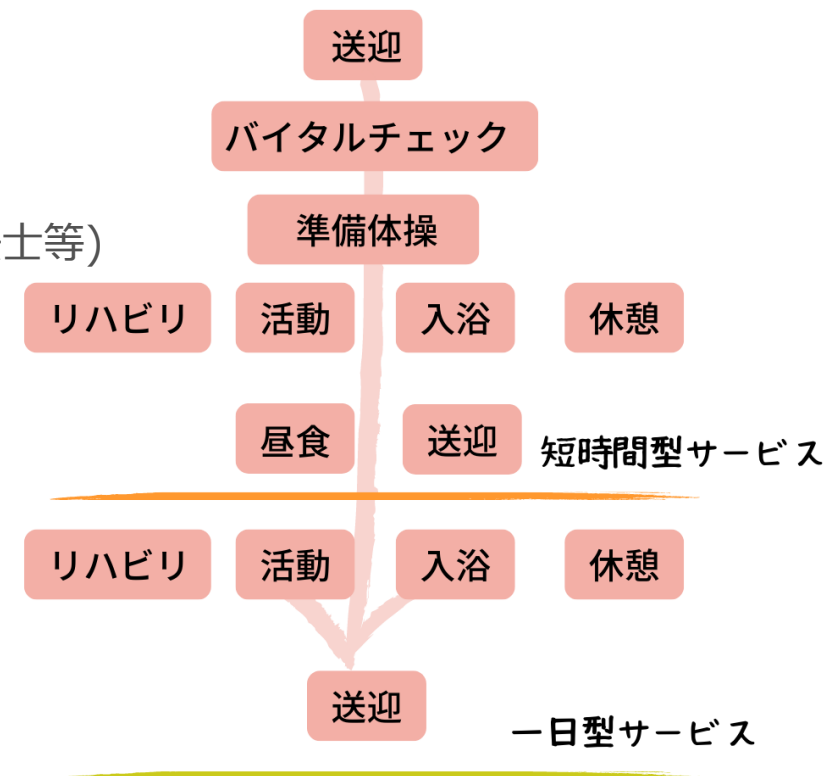 送迎
バイタルチェック
準備体操
士等)
リハビリ 活動 入浴 休憩
昼食 送迎 短時間型サービス
リハビリ 活動 入浴 休憩
送迎
一日型サービス